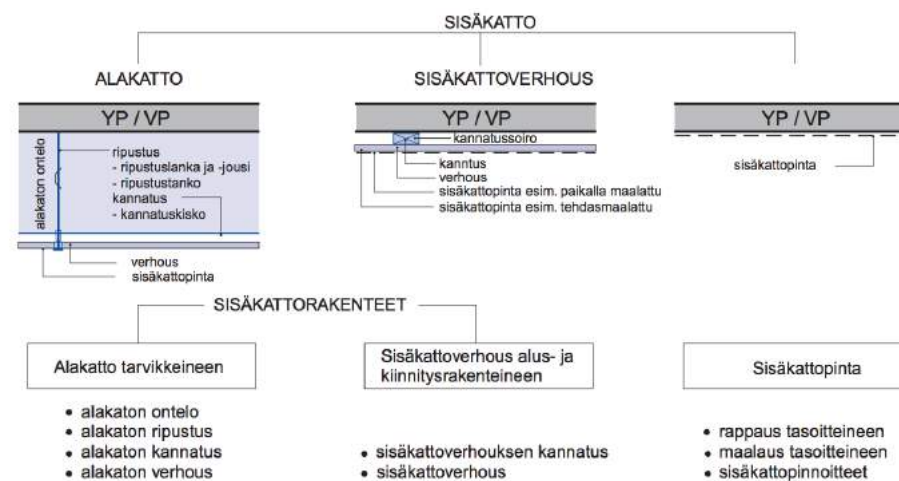 SISÄKATTO
ALAKATTO
SISÄKATTOVERHOUS
YP / VP
alakaton ontelo
ripustus
- ripustuslanka ja -jousi
- ripustustanko
kannatus
- kannatuskisko
verhous
sisäkattopinta
YP / VP
kannatussoiro
kanntus
verhous
sisäkattopinta esim. paikalla maalattu
sisäkattopinta esim. tehdasmaalattu
YP / VP
sisäkattopinta
SISÄKATTORAKENTEET
Alakatto tarvikkeineen
• alakaton ontelo
• alakaton ripustus
• alakaton kannatus
• alakaton verhous
Sisäkattoverhous alus- ja
kiinnitysrakenteineen
• sisäkattoverhouksen kannatus
• sisäkattoverhous
Sisäkattopinta
• rappaus tasoitteineen
• maalaus tasoitteineen
• sisäkattopinnoitteet